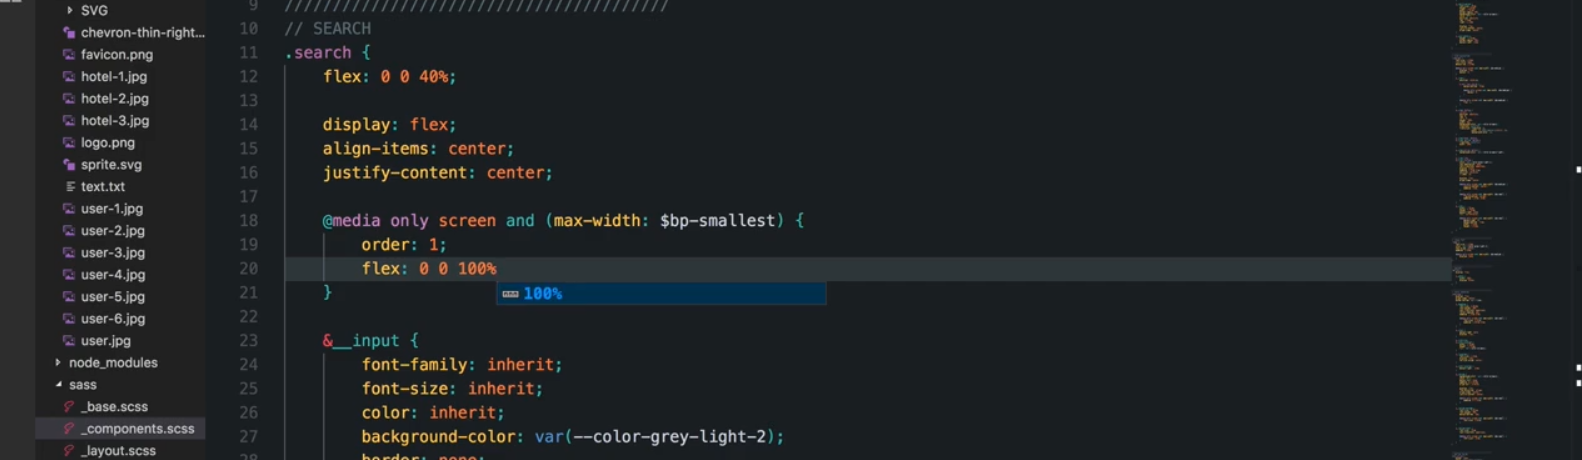 SVG
chevron-thin-right...
favicon.png
hotel-1.jpg
hotel-2.jpg
hotel-3.jpg
logo.png
sprite.svg
text.txt
user-1.jpg
user-2.jpg
user-3.jpg
user-4.jpg
user-5.jpg
user-6.jpg
user.jpg
node_modules
sass
_base.scss
_components.scss
_layout.scss
9 ////////////////////////////////////////
10 // SEARCH
11 .search {
12 flex: 0 0 40%;
13
14 display: flex;
15 align-items: center;
16 justify-content: center;
17
18 @media only screen and (max-width: $bp-smallest) {
19 order: 1;
20 flex: 0 0 100%
100%
21 }
22
23 &__input {
24 font-family: inherit;
25 font-size: inherit;
26 color: inherit;
27 background-color: var(--color-grey-light-2);
28 border: none;